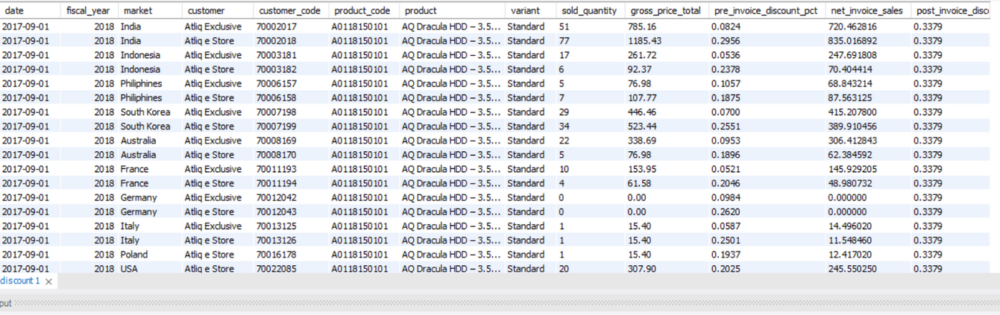 date fiscal_year market customer customer_code product_code product variant sold_quantity gross_price_total pre_invoice_discount_pct net_invoice_sales post_invoice_disc
2017-09-01 2018 India Atliq Exclusive 70002017 A0118150101 AQ Dracula HDD – 3.5... Standard 51 785.16 0.0824 720.462816 0.3379
2017-09-01 2018 India Atliq e Store 70002018 A0118150101 AQ Dracula HDD – 3.5... Standard 77 1185.43 0.2956 835.016892 0.3379
2017-09-01 2018 Indonesia Atliq Exclusive 70003181 A0118150101 AQ Dracula HDD – 3.5... Standard 17 261.72 0.0536 247.691808 0.3379
2017-09-01 2018 Indonesia Atliq e Store 70003182 A0118150101 AQ Dracula HDD – 3.5... Standard 6 92.37 0.2378 70.404414 0.3379
2017-09-01 2018 Philiphines Atliq Exclusive 70006157 A0118150101 AQ Dracula HDD – 3.5... Standard 5 76.98 0.1057 68.843214 0.3379
2017-09-01 2018 Philiphines Atliq e Store 70006158 A0118150101 AQ Dracula HDD – 3.5... Standard 7 107.77 0.1875 87.563125 0.3379
2017-09-01 2018 South Korea Atliq Exclusive 70007198 A0118150101 AQ Dracula HDD – 3.5... Standard 29 446.46 0.0700 415.207800 0.3379
2017-09-01 2018 South Korea Atliq e Store 70007199 A0118150101 AQ Dracula HDD – 3.5... Standard 34 523.44 0.2551 389.910456 0.3379
2017-09-01 2018 Australia Atliq Exclusive 70008169 A0118150101 AQ Dracula HDD – 3.5... Standard 22 338.69 0.0953 306.412843 0.3379
2017-09-01 2018 Australia Atliq e Store 70008170 A0118150101 AQ Dracula HDD – 3.5... Standard 5 76.98 0.1896 62.384592 0.3379
2017-09-01 2018 France Atliq Exclusive 70011193 A0118150101 AQ Dracula HDD – 3.5... Standard 10 153.95 0.0521 145.929205 0.3379
2017-09-01 2018 France Atliq e Store 70011194 A0118150101 AQ Dracula HDD – 3.5... Standard 4 61.58 0.2046 48.980732 0.3379
2017-09-01 2018 Germany Atliq Exclusive 70012042 A0118150101 AQ Dracula HDD – 3.5... Standard 0 0.00 0.0984 0.000000 0.3379
2017-09-01 2018 Germany Atliq e Store 70012043 A0118150101 AQ Dracula HDD – 3.5... Standard 0 0.00 0.2620 0.000000 0.3379
2017-09-01 2018 Italy Atliq Exclusive 70013125 A0118150101 AQ Dracula HDD – 3.5... Standard 1 15.40 0.0587 14.496020 0.3379
2017-09-01 2018 Italy Atliq e Store 70013126 A0118150101 AQ Dracula HDD – 3.5... Standard 1 15.40 0.2501 11.548460 0.3379
2017-09-01 2018 Poland Atliq e Store 70016178 A0118150101 AQ Dracula HDD – 3.5... Standard 1 15.40 0.1937 12.417020 0.3379
2017-09-01 2018 USA Atliq e Store 70022085 A0118150101 AQ Dracula HDD – 3.5... Standard 20 307.90 0.2025 245.550250 0.3379
discount 1
put